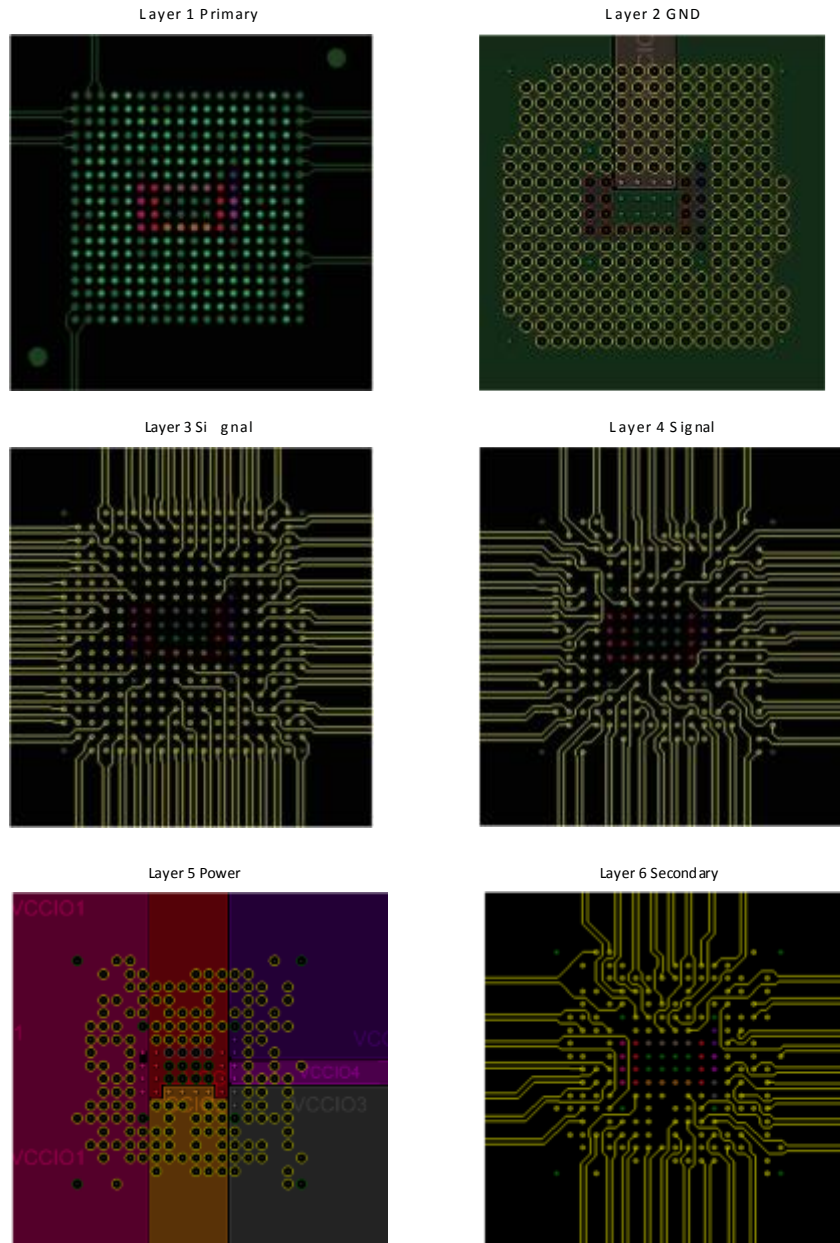 Layer 1 Primary
Layer 2 GND
Layer 3 Si gnal
Layer 4 Signal
Layer 5 Power
Layer 6 Secondary
VCCIO1
VCCIO4
VCCIO3
VCCIO1